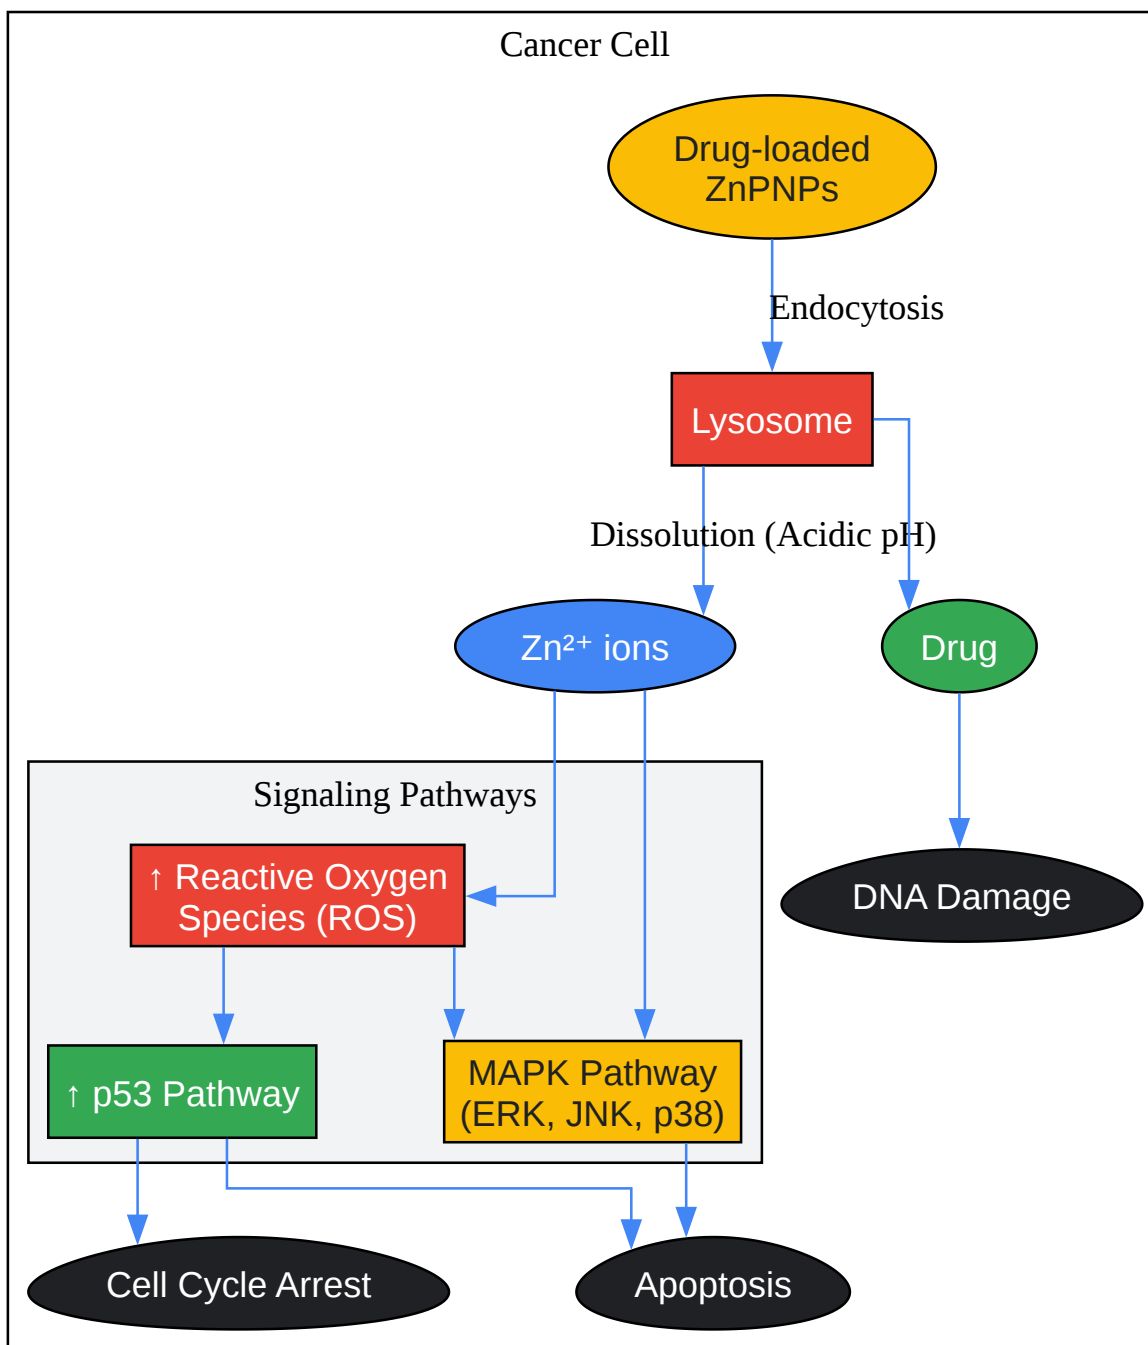 Cancer Cell
Drug-loaded
ZnPNPs
Endocytosis
Lysosome
Dissolution (Acidic pH)
Zn²⁺ ions
Drug
Signaling Pathways
↑ Reactive Oxygen
Species (ROS)
DNA Damage
↑ p53 Pathway
MAPK Pathway
(ERK, JNK, p38)
Cell Cycle Arrest
Apoptosis